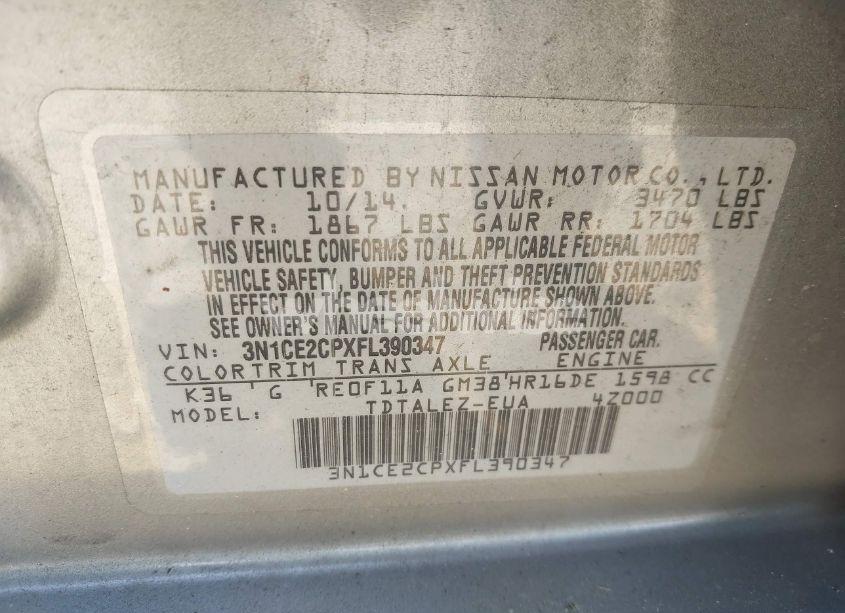 MANUFACTURED BY NISSAN MOTOR CO., LTD.
DATE: 10/14. GVWR: 3470 LBS
GAWR FR: 1867 LBS GAWR RR: 1704 LBS
THIS VEHICLE CONFORMS TO ALL APPLICABLE FEDERAL MOTOR
VEHICLE SAFETY, BUMPER AND THEFT PREVENTION STANDARDS
IN EFFECT ON THE DATE OF MANUFACTURE SHOWN ABOVE.
SEE OWNER'S MANUAL FOR ADDITIONAL INFORMATION.
VIN: 3N1CE2CPXFL390347 PASSENGER CAR.
COLOR TRIM TRANS AXLE ENGINE
K36 ' G 'RE0F11A GM38'HR16DE 1598 CC
MODEL: TDTALEZ-EUA 4Z000
3N1CE2CPXFL390347